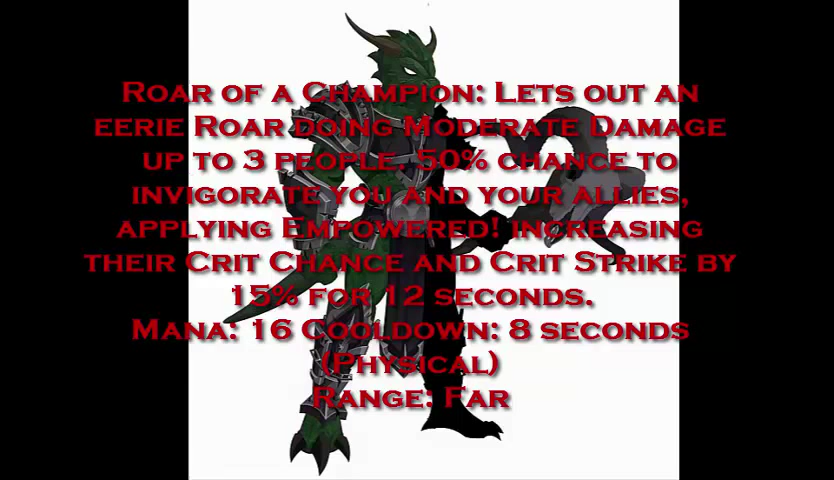 Roar of a Champion: Lets out an
eerie Roar doing Moderate Damage
up to 3 people. 50% chance to
invigorate you and your allies,
applying Empowered! increasing
their Crit Chance and Crit Strike by
15% for 12 seconds.
Mana: 16 Cooldown: 8 seconds
(Physical)
Range: Far